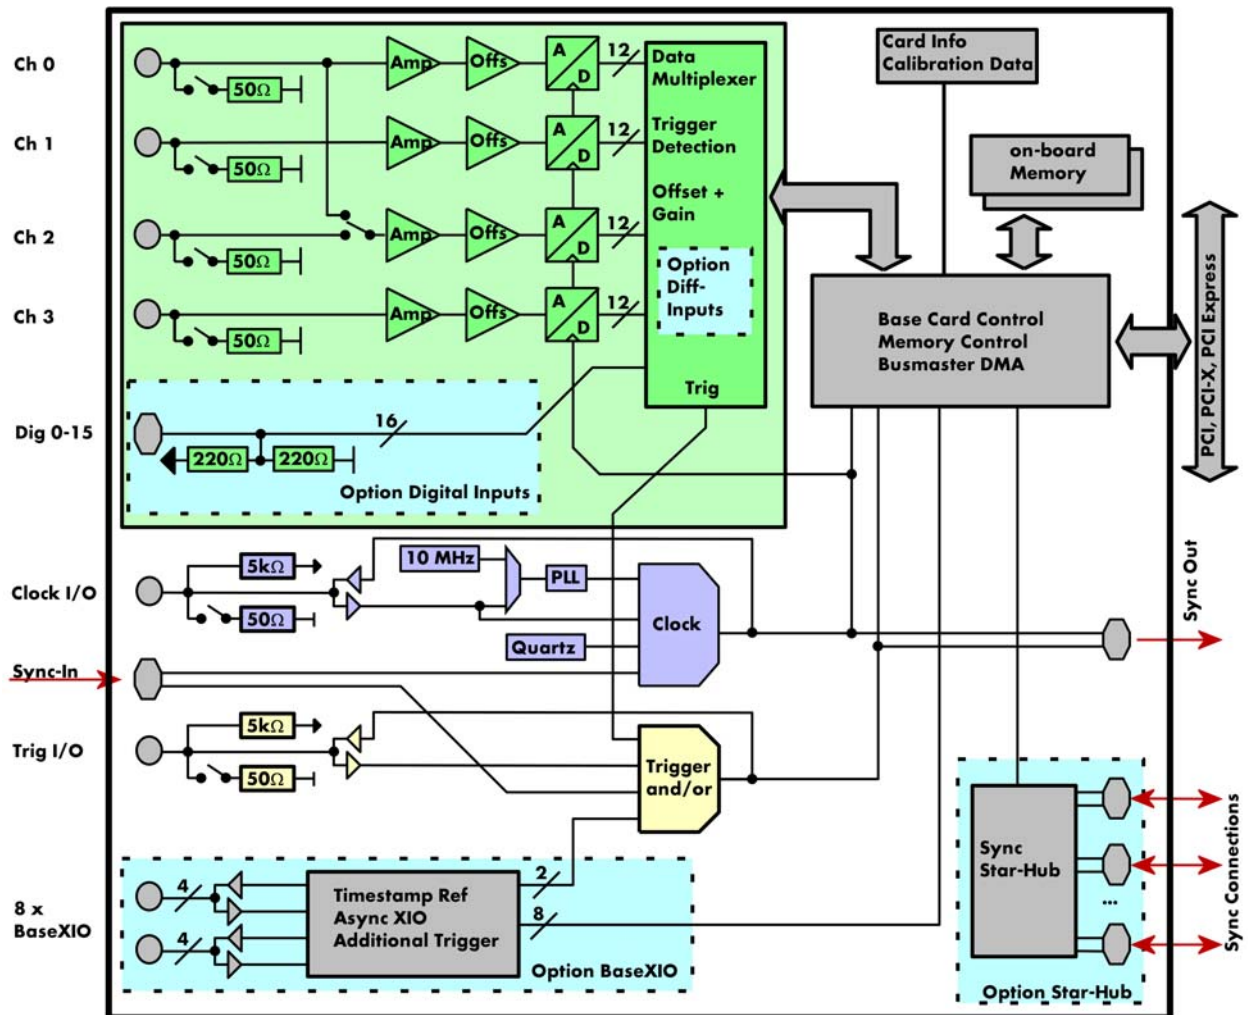 Ch 0
50Ω
Amp
Offs
A
D
12
Data
Multiplexer
Card Info
Calibration Data
Ch 1
50Ω
Amp
Offs
A
D
12
Trigger
Detection
on-board
Memory
Offset +
Gain
Ch 2
50Ω
Amp
Offs
A
D
12
Option
Diff-
Inputs
Ch 3
50Ω
Amp
Offs
A
D
12
Trig
Base Card Control
Memory Control
Busmaster DMA
PCI, PCI-X, PCI Express
Dig 0-15
16
220Ω
220Ω
Option Digital Inputs
Clock I/O
5kΩ
50Ω
10 MHz
PLL
Clock
Quartz
Sync Out
Sync-In
Trig I/O
5kΩ
50Ω
Trigger
and/or
8 x
BaseXIO
4
4
Timestamp Ref
Async XIO
Additional Trigger
2
8
Option BaseXIO
Sync
Star-Hub
...
Option Star-Hub
Sync Connections